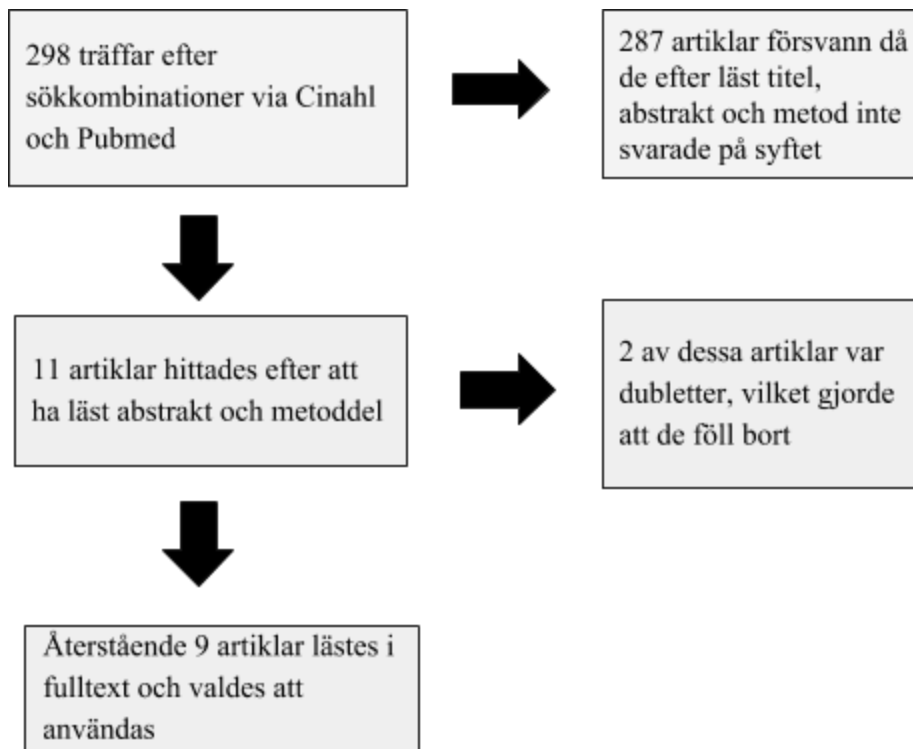 298 träffar efter
sökkombinationer via Cinahl
och Pubmed
287 artiklar försvann då
de efter läst titel,
abstrakt och metod inte
svarade på syftet
11 artiklar hittades efter att
ha läst abstrakt och metoddel
2 av dessa artiklar var
dubletter, vilket gjorde
att de föll bort
Återstående 9 artiklar lästes i
fulltext och valdes att
användas